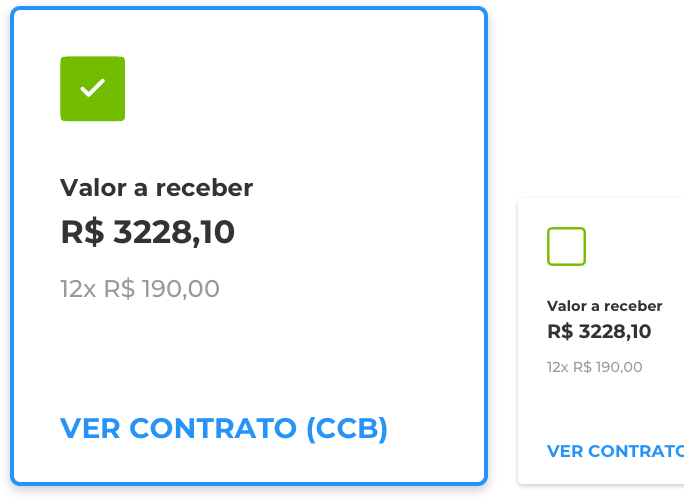 Valor a receber
R$ 3228,10
12x R$ 190,00
VER CONTRATO (CCB)
Valor a receber
R$ 3228,10
12x R$ 190,00
VER CONTRATO